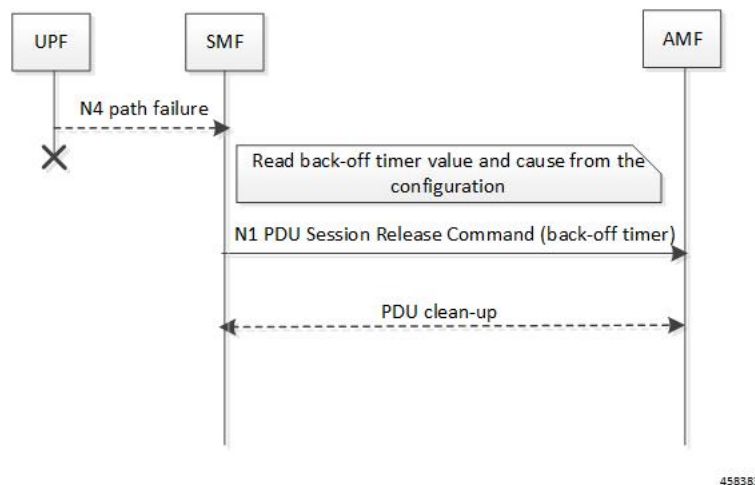 UPF
SMF
AMF
N4 path failure
Read back-off timer value and cause from the
configuration
N1 PDU Session Release Command (back-off timer)
PDU clean-up